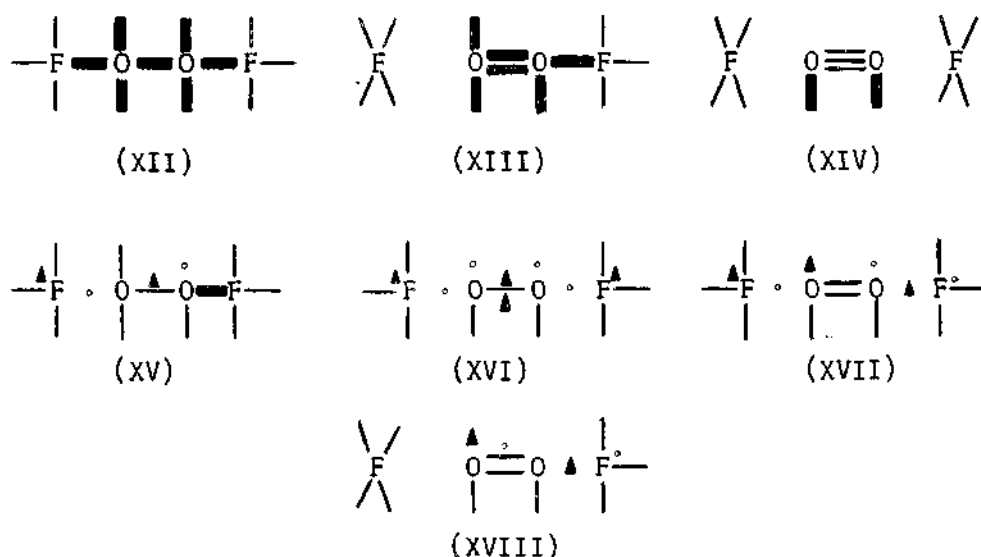 F O O F F O O F F O O F
(XII) (XIII) (XIV)
F O O F F O O F F O O F
(XV) (XVI) (XVII)
F O O F
(XVIII)